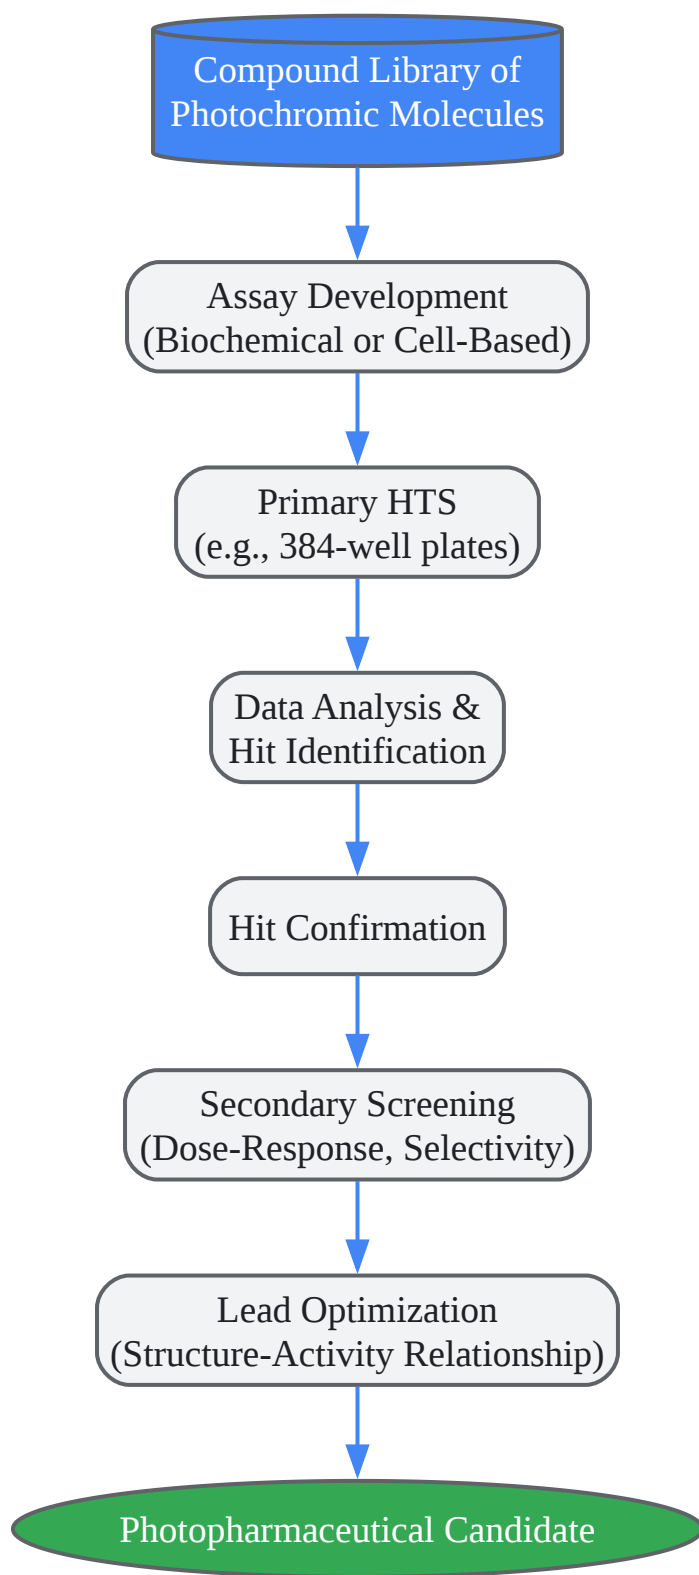 Compound Library of
Photochromic Molecules
Assay Development
(Biochemical or Cell-Based)
Primary HTS
(e.g., 384-well plates)
Data Analysis &
Hit Identification
Hit Confirmation
Secondary Screening
(Dose-Response, Selectivity)
Lead Optimization
(Structure-Activity Relationship)
Photopharmaceutical Candidate